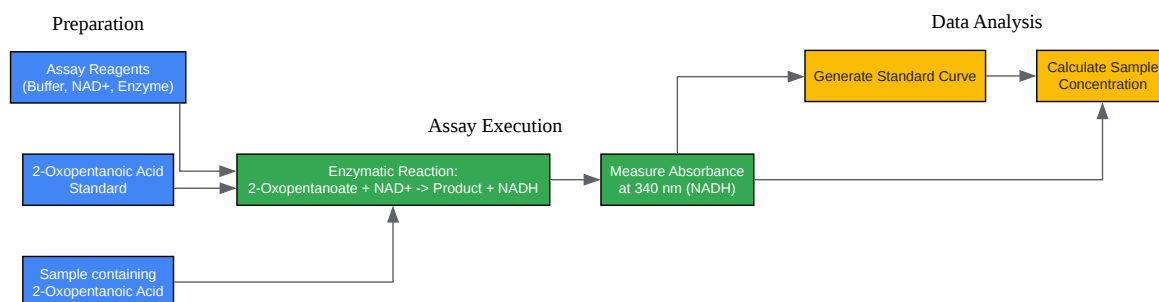 Preparation
Data Analysis
Assay Reagents
(Buffer, NAD+, Enzyme)
Generate Standard Curve
Calculate Sample
Concentration
Assay Execution
2-Oxopentanoic Acid
Standard
Enzymatic Reaction:
2-Oxopentanoate + NAD+ -> Product + NADH
Measure Absorbance
at 340 nm (NADH)
Sample containing
2-Oxopentanoic Acid